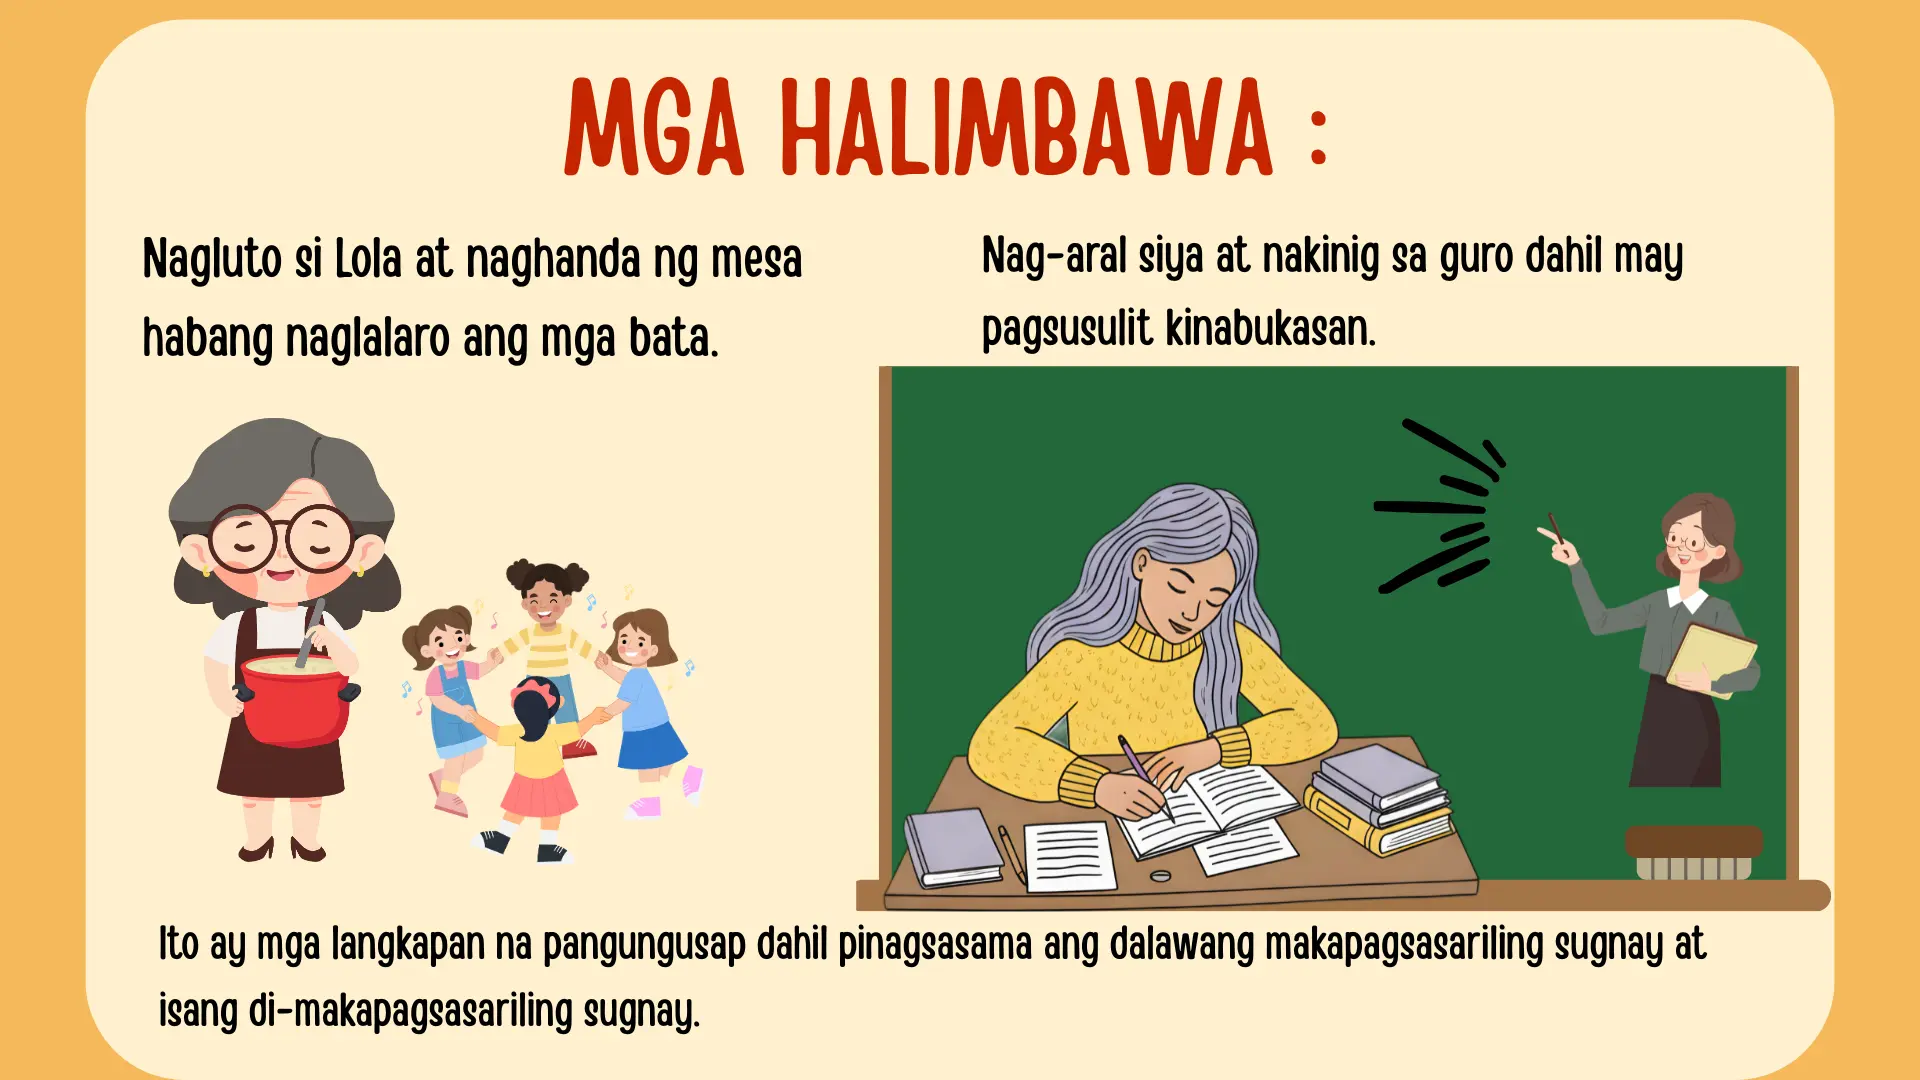 MGA HALIMBAWA :
Nagluto si Lola at naghanda ng mesa
habang naglalaro ang mga bata.
Nag-aral siya at nakinig sa guro dahil may
pagsusulit kinabukasan.
Ito ay mga langkapan na pangungusap dahil pinagsasama ang dalawang makapagsasariling sugnay at
isang di-makapagsasariling sugnay.